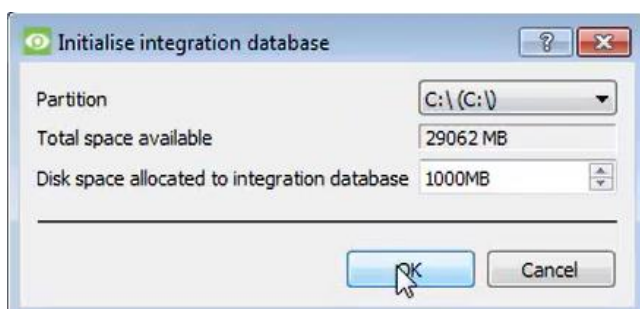 Initialise integration database
Partition C:\ (C:\)
Total space available 29062 MB
Disk space allocated to integration database 1000MB
OK Cancel